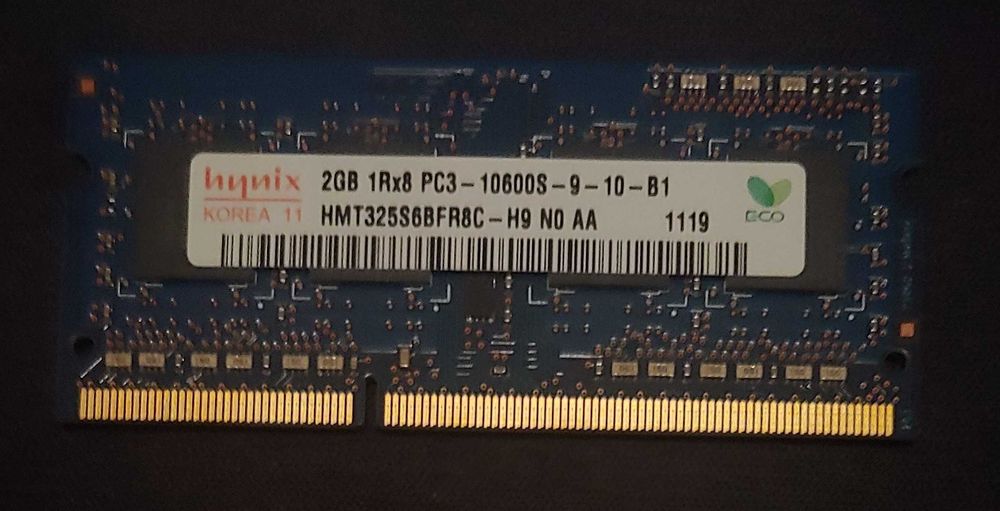 hynix 2GB 1Rx8 PC3-10600S-9-10-B1
KOREA 11 HMT325S6BFR8C-H9 N0 AA 1119
ECO